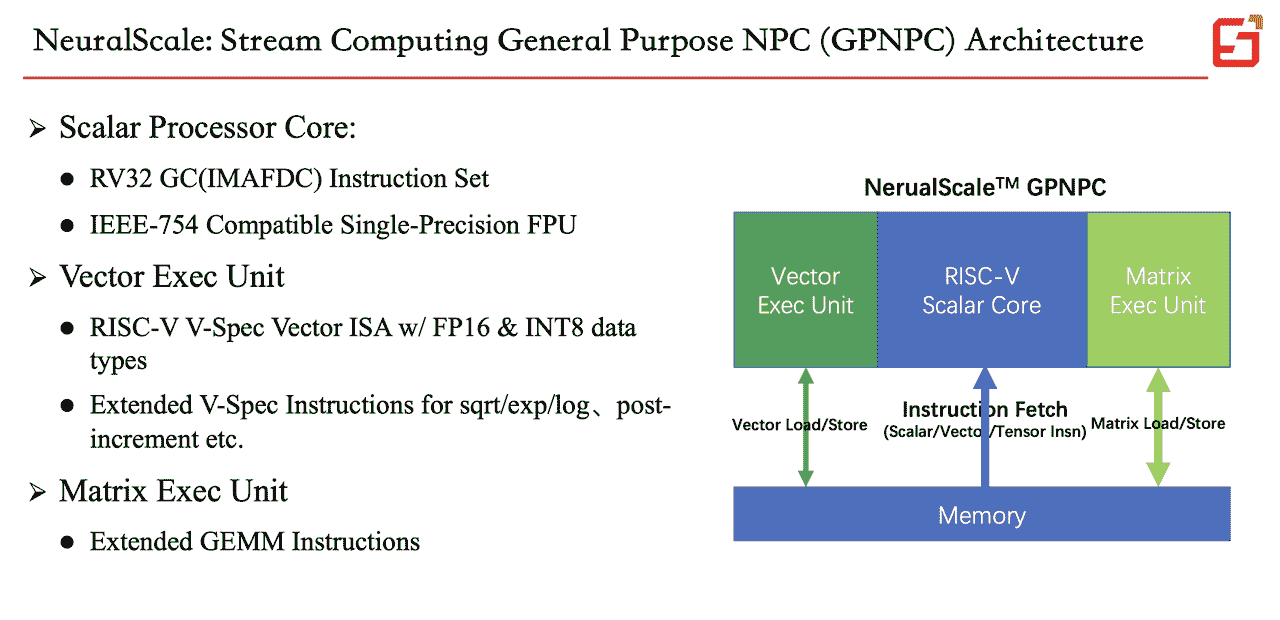 NeuralScale: Stream Computing General Purpose NPC (GPNPC) Architecture
➢ Scalar Processor Core:
● RV32 GC(IMAFDC) Instruction Set
● IEEE-754 Compatible Single-Precision FPU
➢ Vector Exec Unit
● RISC-V V-Spec Vector ISA w/ FP16 & INT8 data
types
● Extended V-Spec Instructions for sqrt/exp/log、post-
increment etc.
➢ Matrix Exec Unit
● Extended GEMM Instructions
NerualScale™ GPNPC
Vector
Exec Unit
RISC-V
Scalar Core
Matrix
Exec Unit
Vector Load/Store
Instruction Fetch
(Scalar/Vector/Tensor Insn)
Matrix Load/Store
Memory